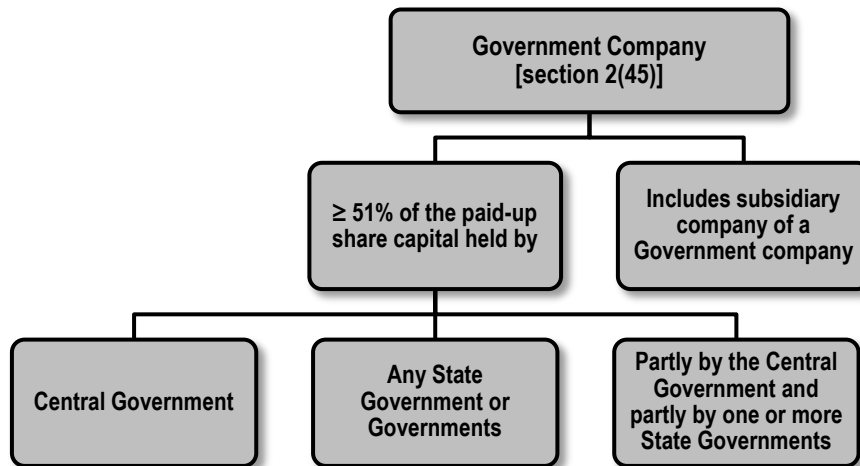 Government Company
[section 2(45)]
≥ 51% of the paid-up
share capital held by
Includes subsidiary
company of a
Government company
Central Government
Any State
Government or
Governments
Partly by the Central
Government and
partly by one or more
State Governments